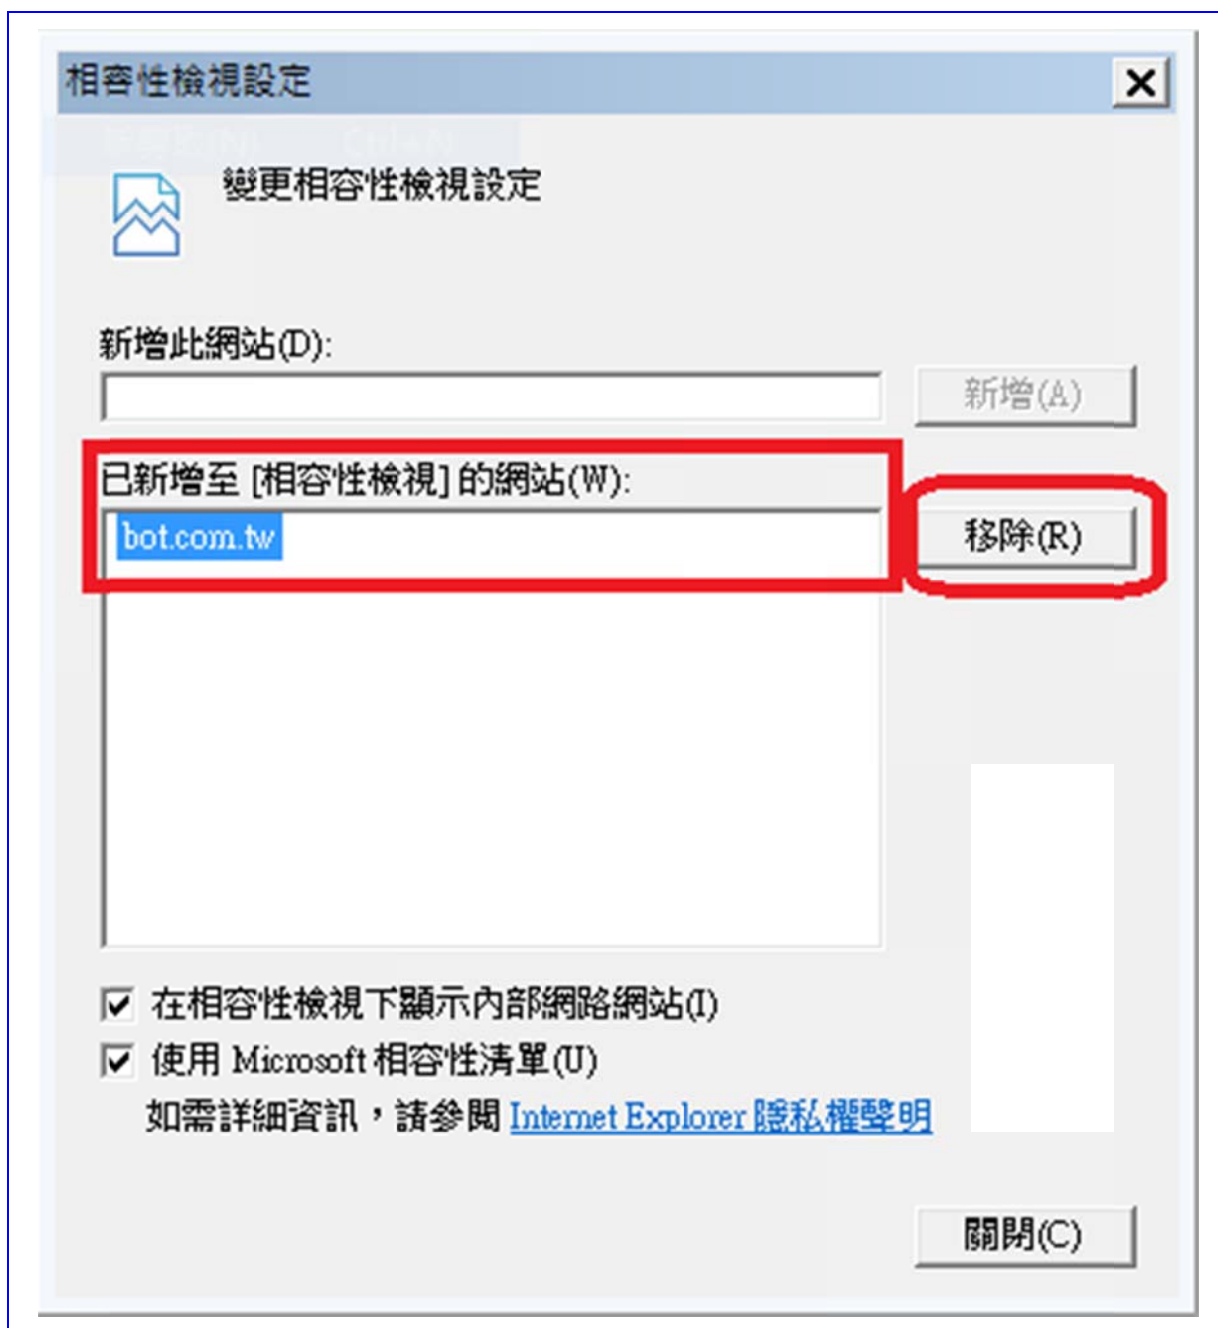 相容性檢視設定
變更相容性檢視設定
新增此網站(D):
新增(A)
已新增至 [相容性檢視] 的網站(W):
bot.com.tw
移除(R)
在相容性檢視下顯示內部網路網站(I)
使用 Microsoft 相容性清單(U)
如需詳細資訊，請參閱 Internet Explorer 隱私權聲明
關閉(C)